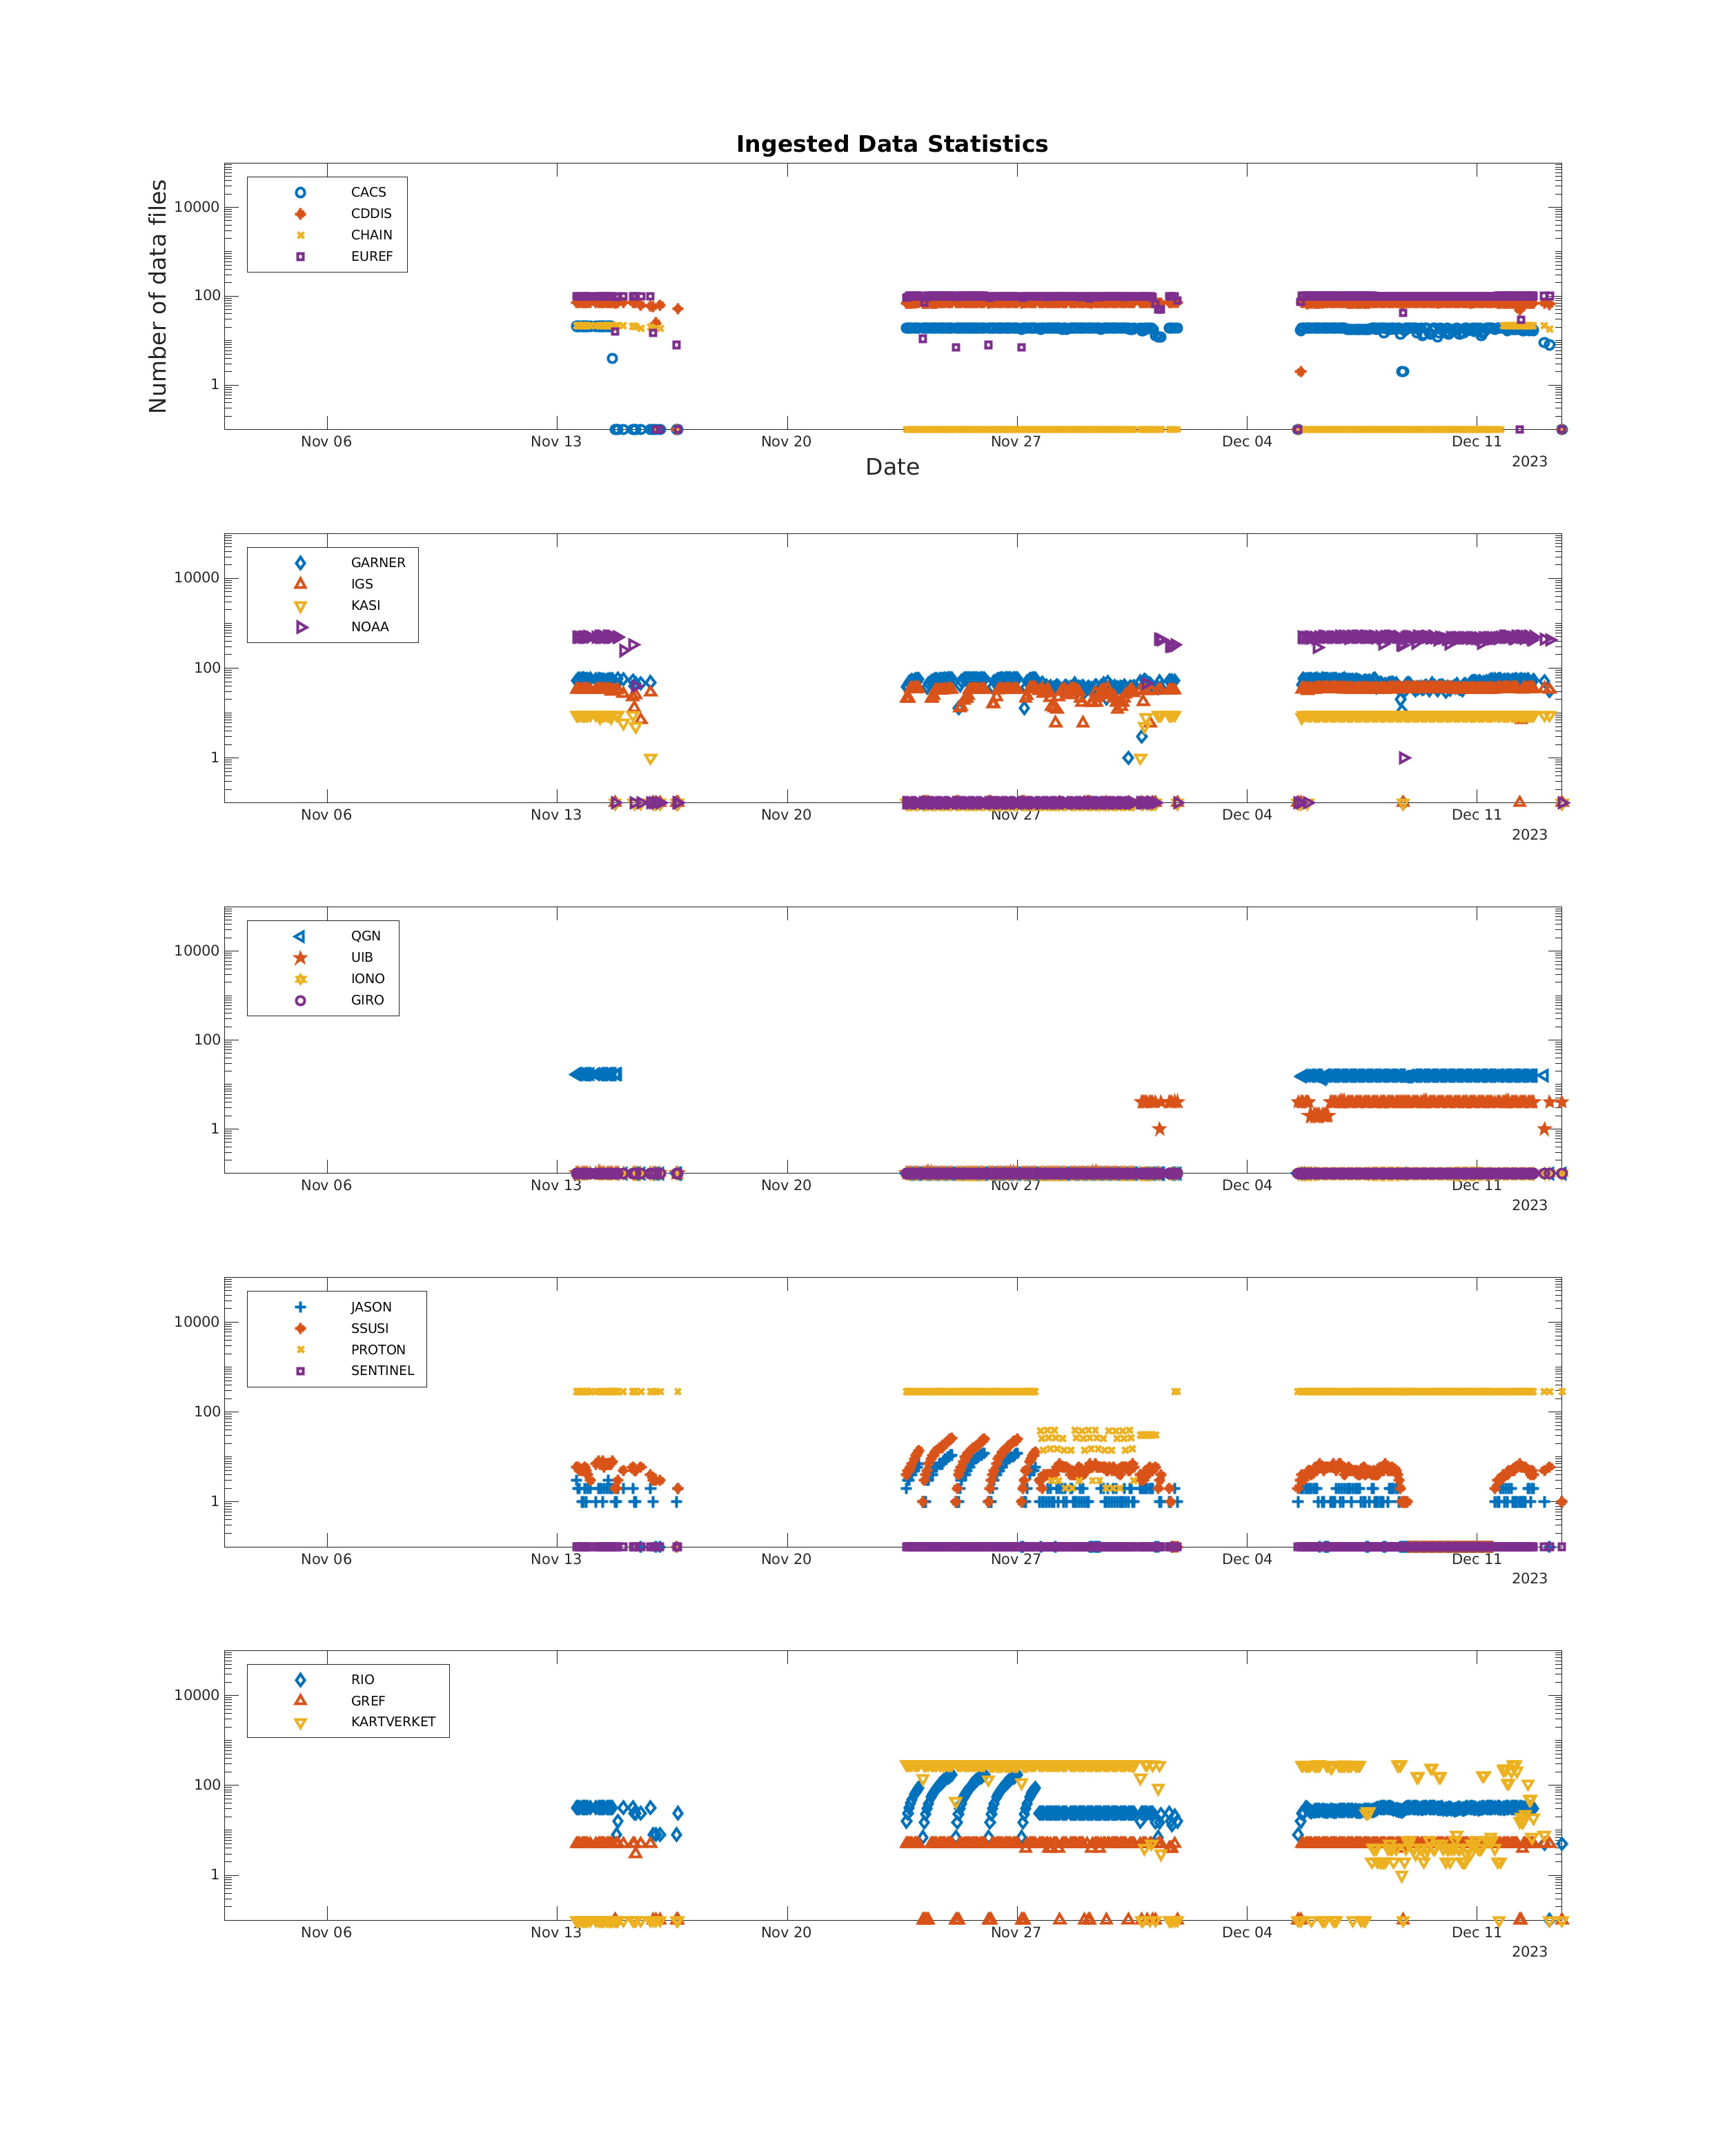 Ingested Data Statistics
Number of data files
CACS
CDDIS
CHAIN
EUREF
10000
100
1
Nov 06 Nov 13 Nov 20 Nov 27 Dec 04 Dec 11
2023
Date
GARNER
IGS
KASI
NOAA
10000
100
1
Nov 06 Nov 13 Nov 20 Nov 27 Dec 04 Dec 11
2023
QGN
UIB
IONO
GIRO
10000
100
1
Nov 06 Nov 13 Nov 20 Nov 27 Dec 04 Dec 11
2023
JASON
SSUSI
PROTON
SENTINEL
10000
100
1
Nov 06 Nov 13 Nov 20 Nov 27 Dec 04 Dec 11
2023
RIO
GREF
KARTVERKET
10000
100
1
Nov 06 Nov 13 Nov 20 Nov 27 Dec 04 Dec 11
2023